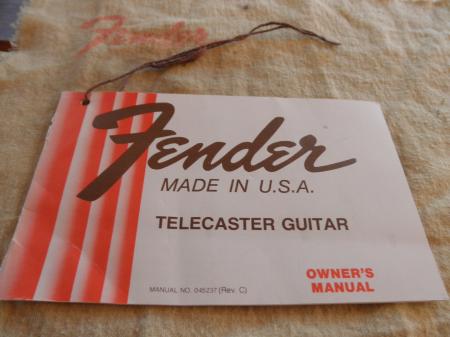 Fender
Fender
MADE IN U.S.A.
TELECASTER GUITAR
OWNER'S
MANUAL
MANUAL NO. 045237 (Rev. C)